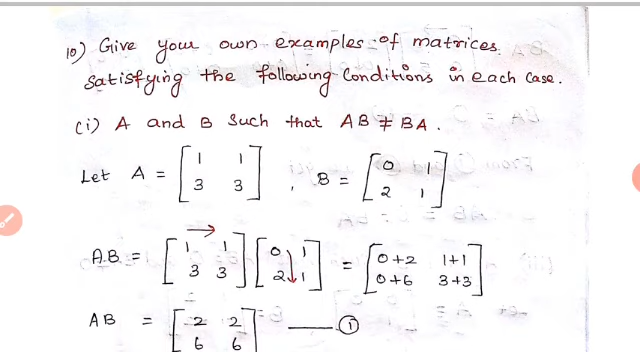 10) Give your own examples of matrices
satisfying the following Conditions in each Case.
(i) A and B Such that AB ≠ BA.
Let A = [1 1; 3 3], B = [0 1; 2 1]
A.B = [1 1; 3 3] [0 1; 2 1] = [0+2 1+1; 0+6 3+3]
AB = [2 2; 6 6] —— ①